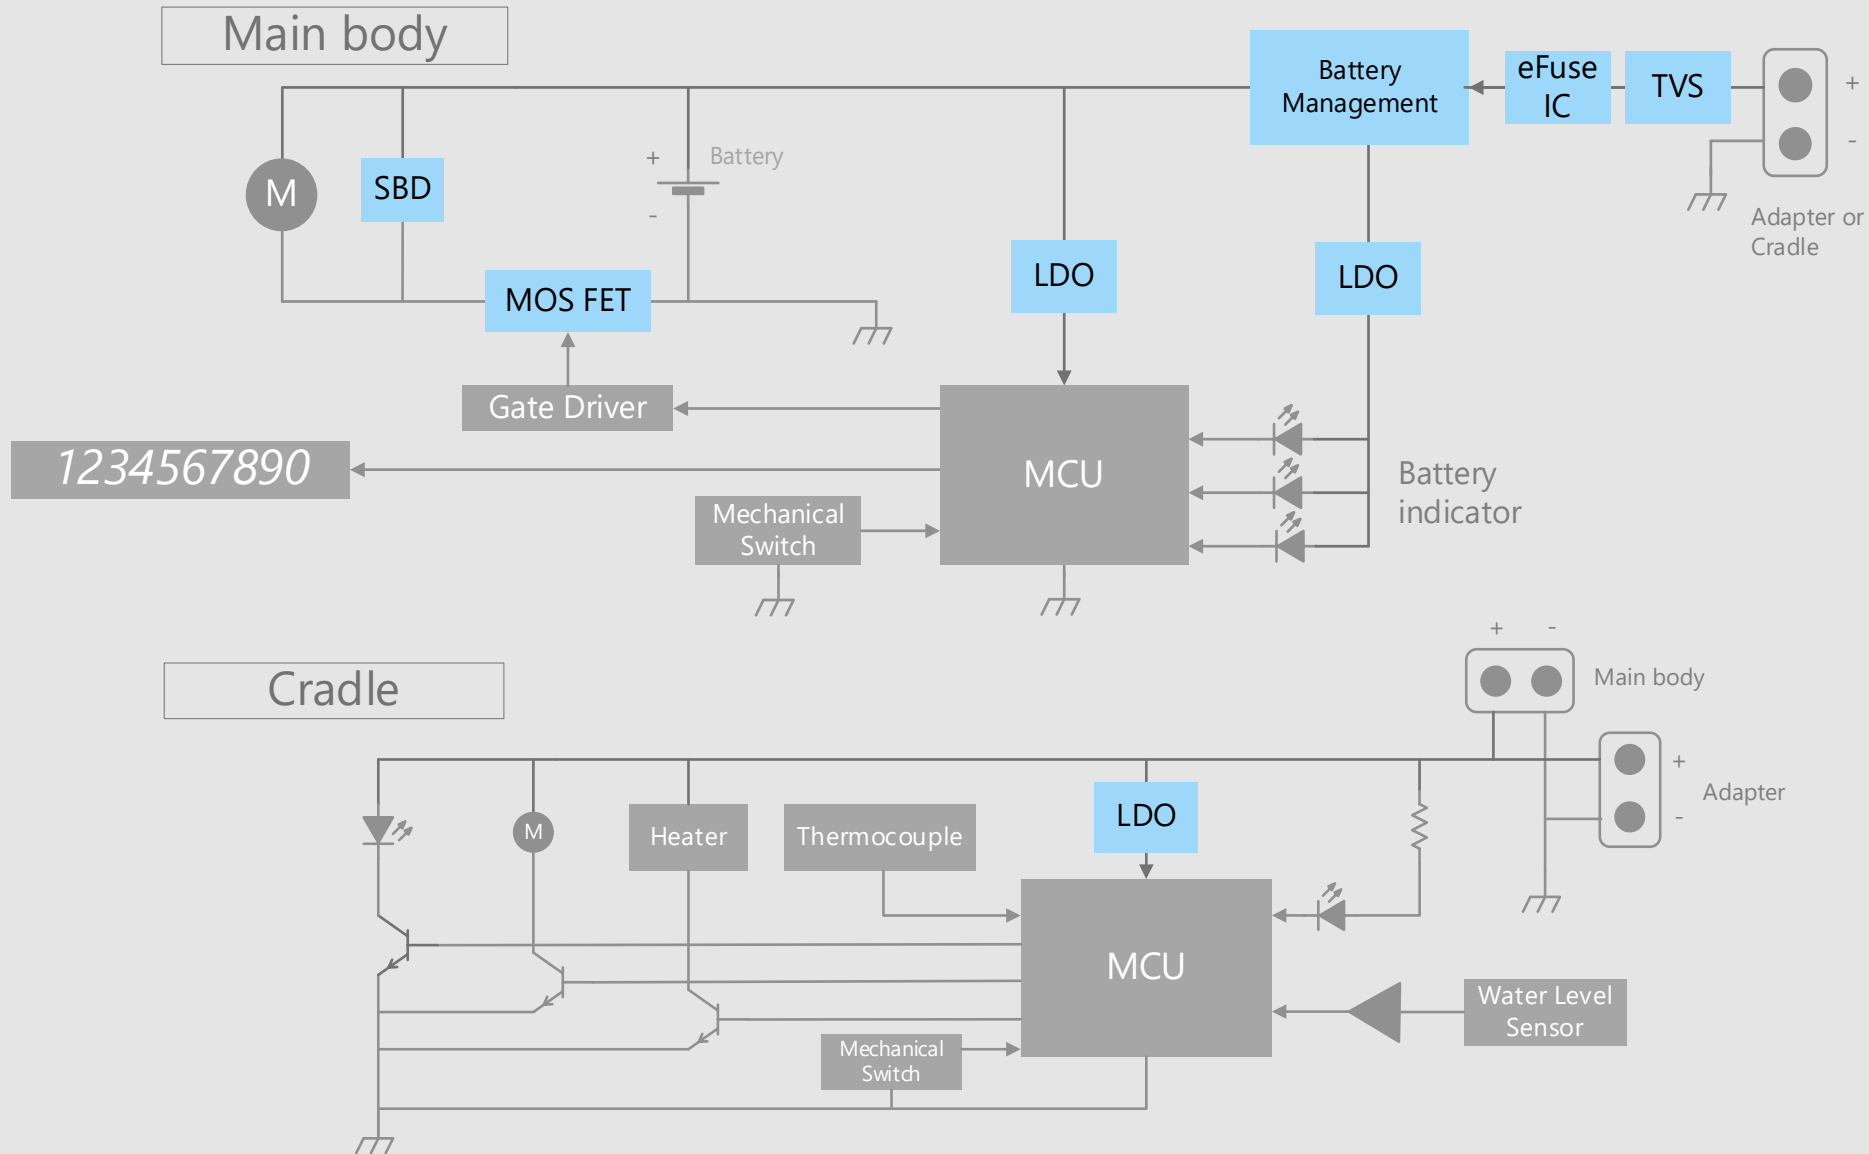 Main body
Battery
Management
eFuse
IC
TVS
+
-
Adapter or
Cradle
M
SBD
+
Battery
-
MOS FET
LDO
LDO
Gate Driver
1234567890
MCU
Mechanical
Switch
Battery
indicator
Cradle
+ -
Main body
+
Adapter
-
M
Heater
Thermocouple
LDO
MCU
Water Level
Sensor
Mechanical
Switch